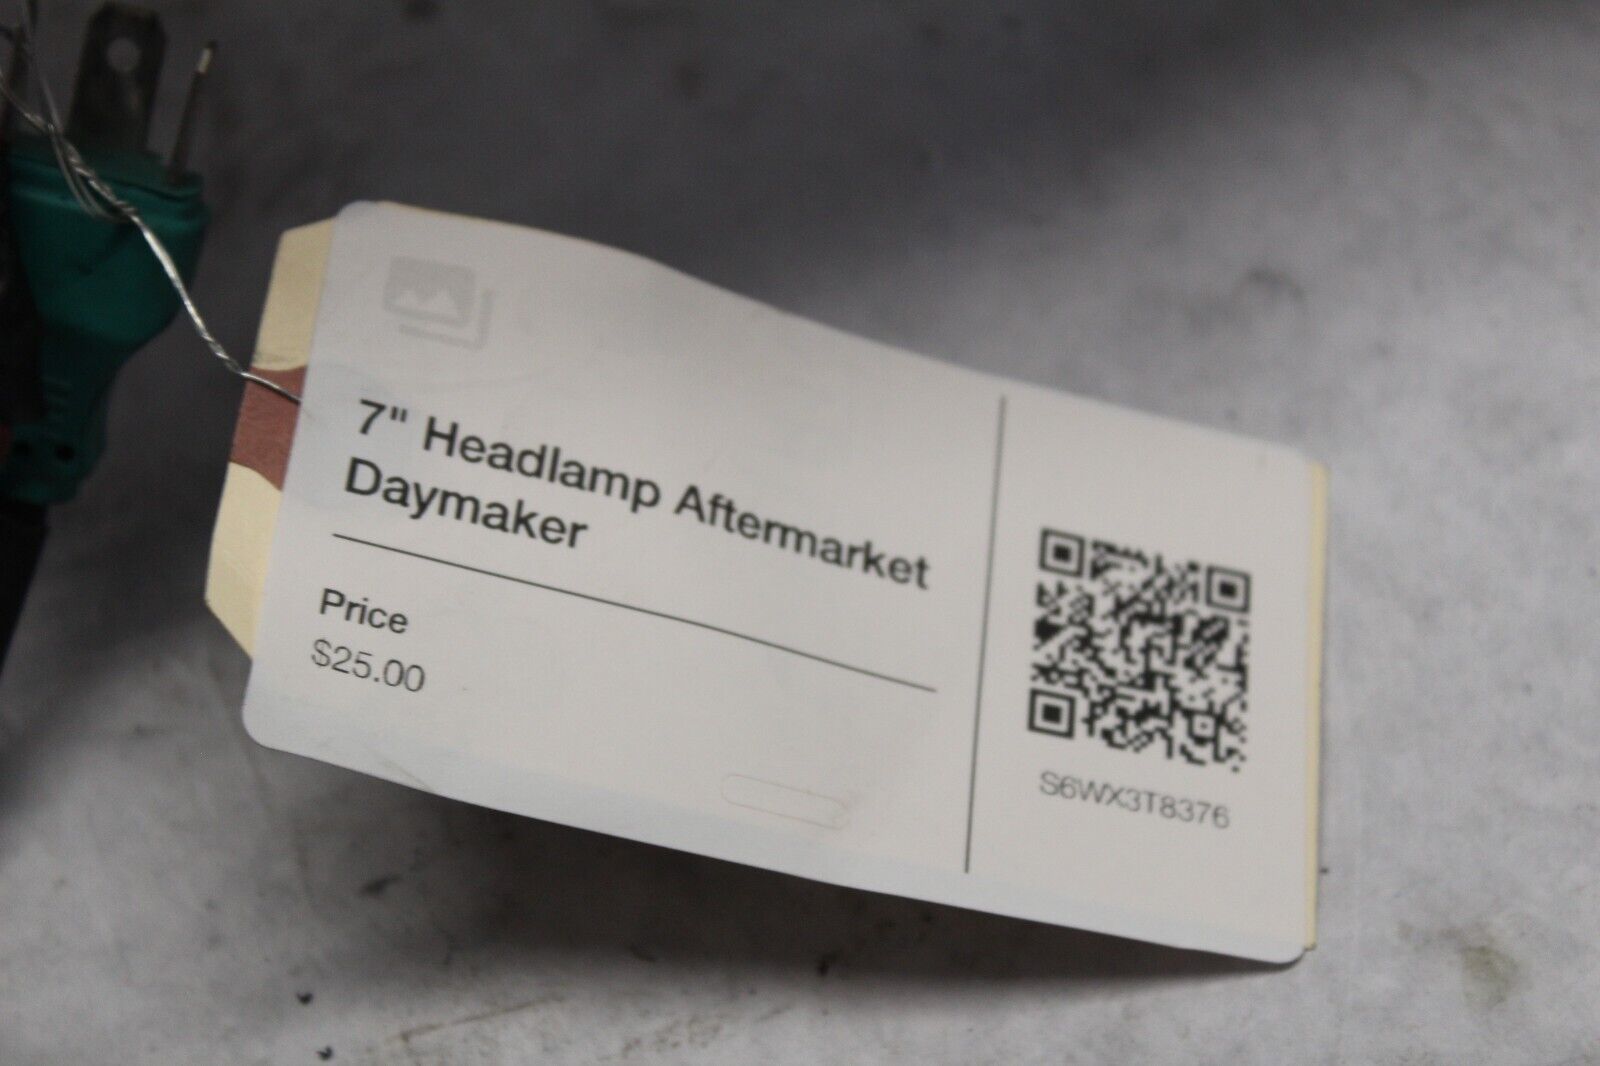 7" Headlamp Aftermarket
Daymaker
Price
$25.00
S6WX3T8376